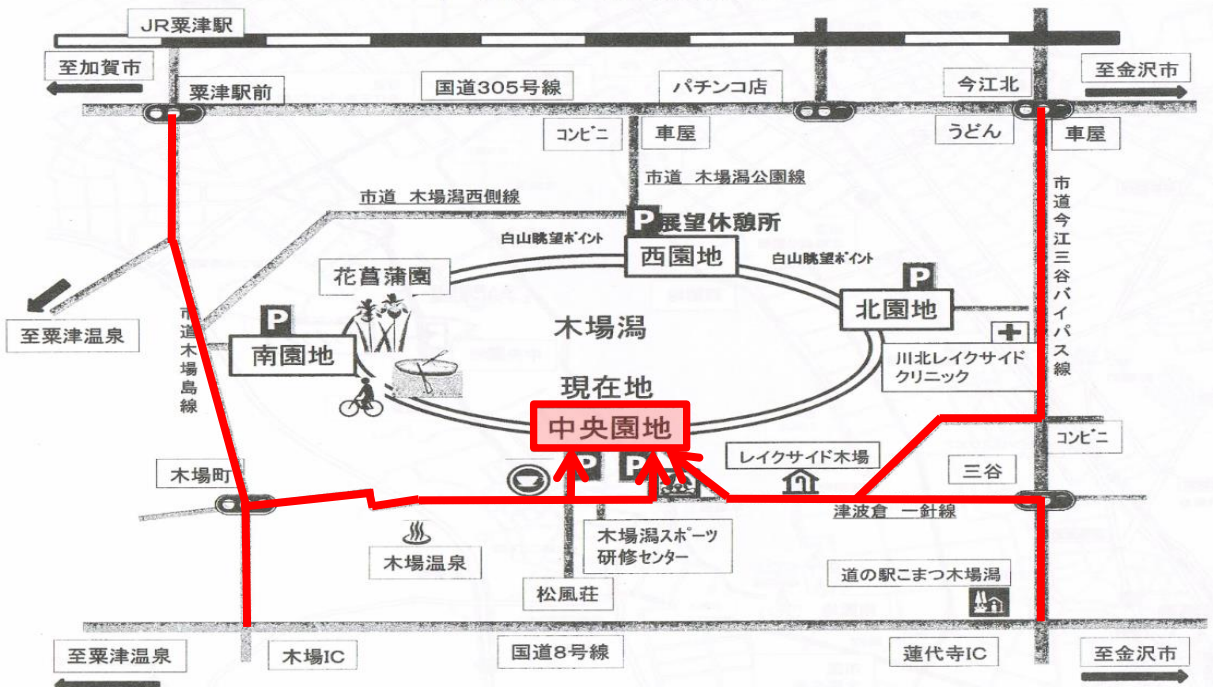 JR粟津駅
至加賀市
粟津駅前
国道305号線
パチンコ店
今江北
至金沢市
コンビニ
車屋
うどん
車屋
市道 木場潟公園線
市道 木場潟西側線
P展望休憩所
白山眺望ポイント
西園地
白山眺望ポイント
市道今江三谷バイパス線
花菖蒲園
P
北園地
至粟津温泉
市道木場島線
P
南園地
木場潟
川北レイクサイド
クリニック
現在地
中央園地
コンビニ
木場町
P
P
レイクサイド木場
三谷
津波倉 一針線
木場温泉
木場潟スポーツ
研修センター
松風荘
道の駅こまつ木場潟
至粟津温泉
木場IC
国道8号線
蓮代寺IC
至金沢市